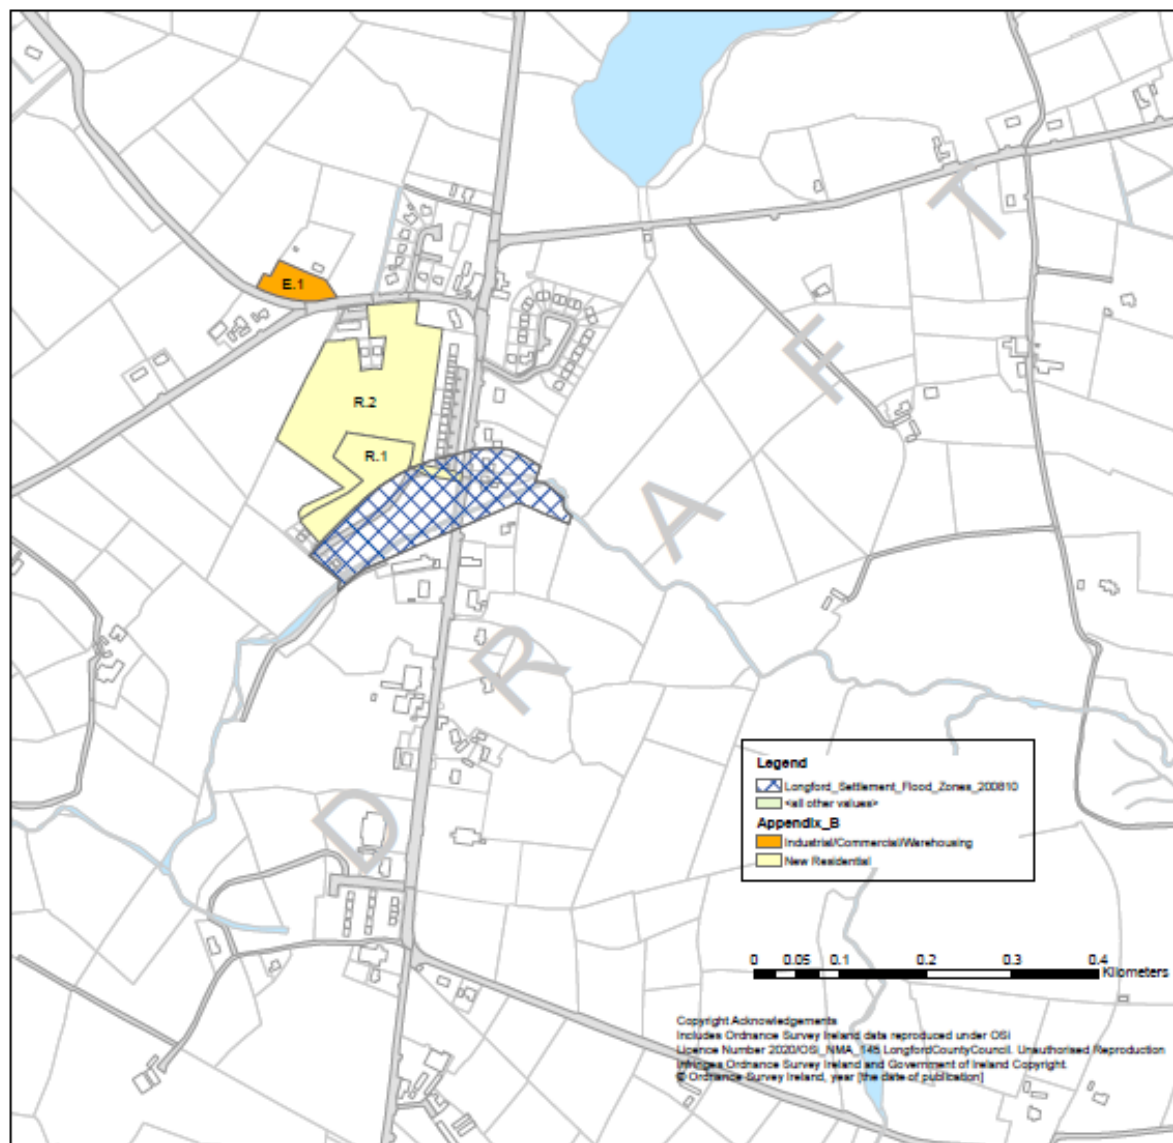 E.1
R.2
R.1
DRAFT
Legend
Longford_Settlement_Flood_Zones_200810
<all other values>
Appendix_B
Industrial/Commercial/Warehousing
New Residential
0 0.05 0.1 0.2 0.3 0.4
Kilometers
Copyright Acknowledgements
Includes Ordnance Survey Ireland data reproduced under OSi
Licence Number 2020/OSi_NMA_145 LongfordCountyCouncil. Unauthorised Reproduction
Infringes Ordnance Survey Ireland and Government of Ireland Copyright.
© Ordnance Survey Ireland, year [the date of publication]